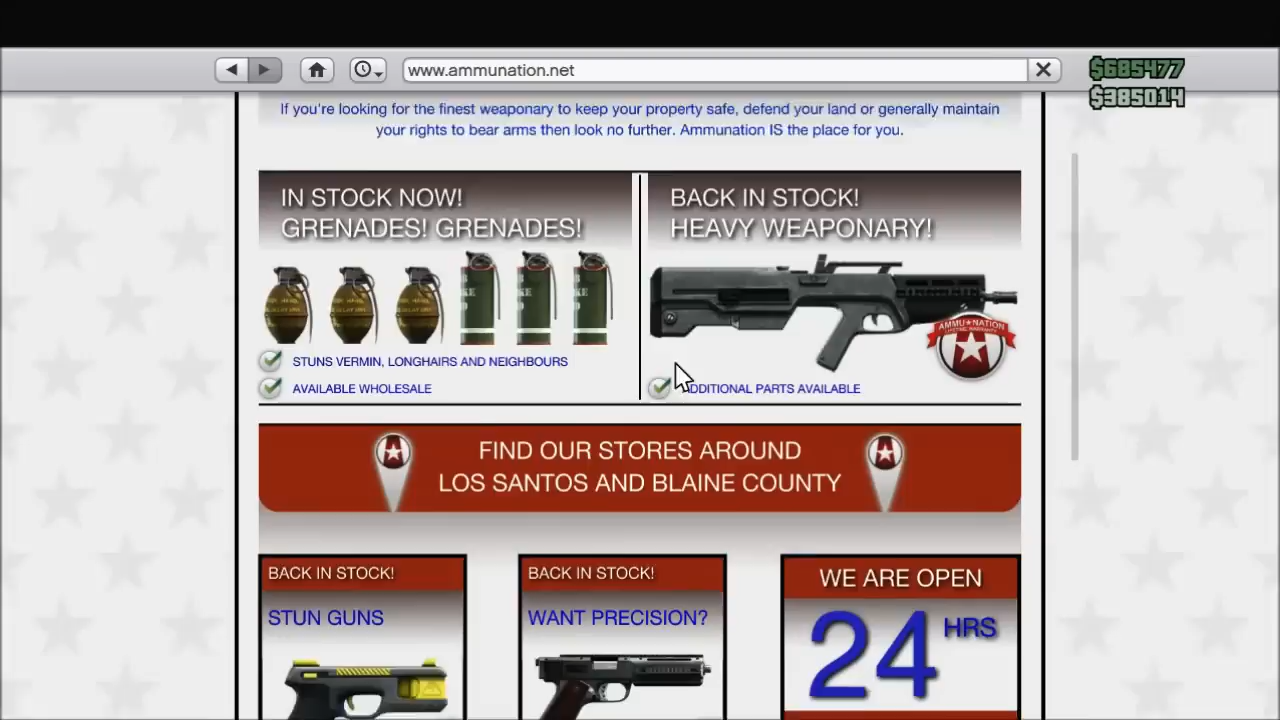 www.ammunation.net
$685477
$385014
If you're looking for the finest weaponary to keep your property safe, defend your land or generally maintain
your rights to bear arms then look no further. Ammunation IS the place for you.
IN STOCK NOW!
GRENADES! GRENADES!
STUNS VERMIN, LONGHAIRS AND NEIGHBOURS
AVAILABLE WHOLESALE
BACK IN STOCK!
HEAVY WEAPONARY!
AMMU NATION
ADDITIONAL PARTS AVAILABLE
FIND OUR STORES AROUND
LOS SANTOS AND BLAINE COUNTY
BACK IN STOCK!
STUN GUNS
BACK IN STOCK!
WANT PRECISION?
WE ARE OPEN
24 HRS